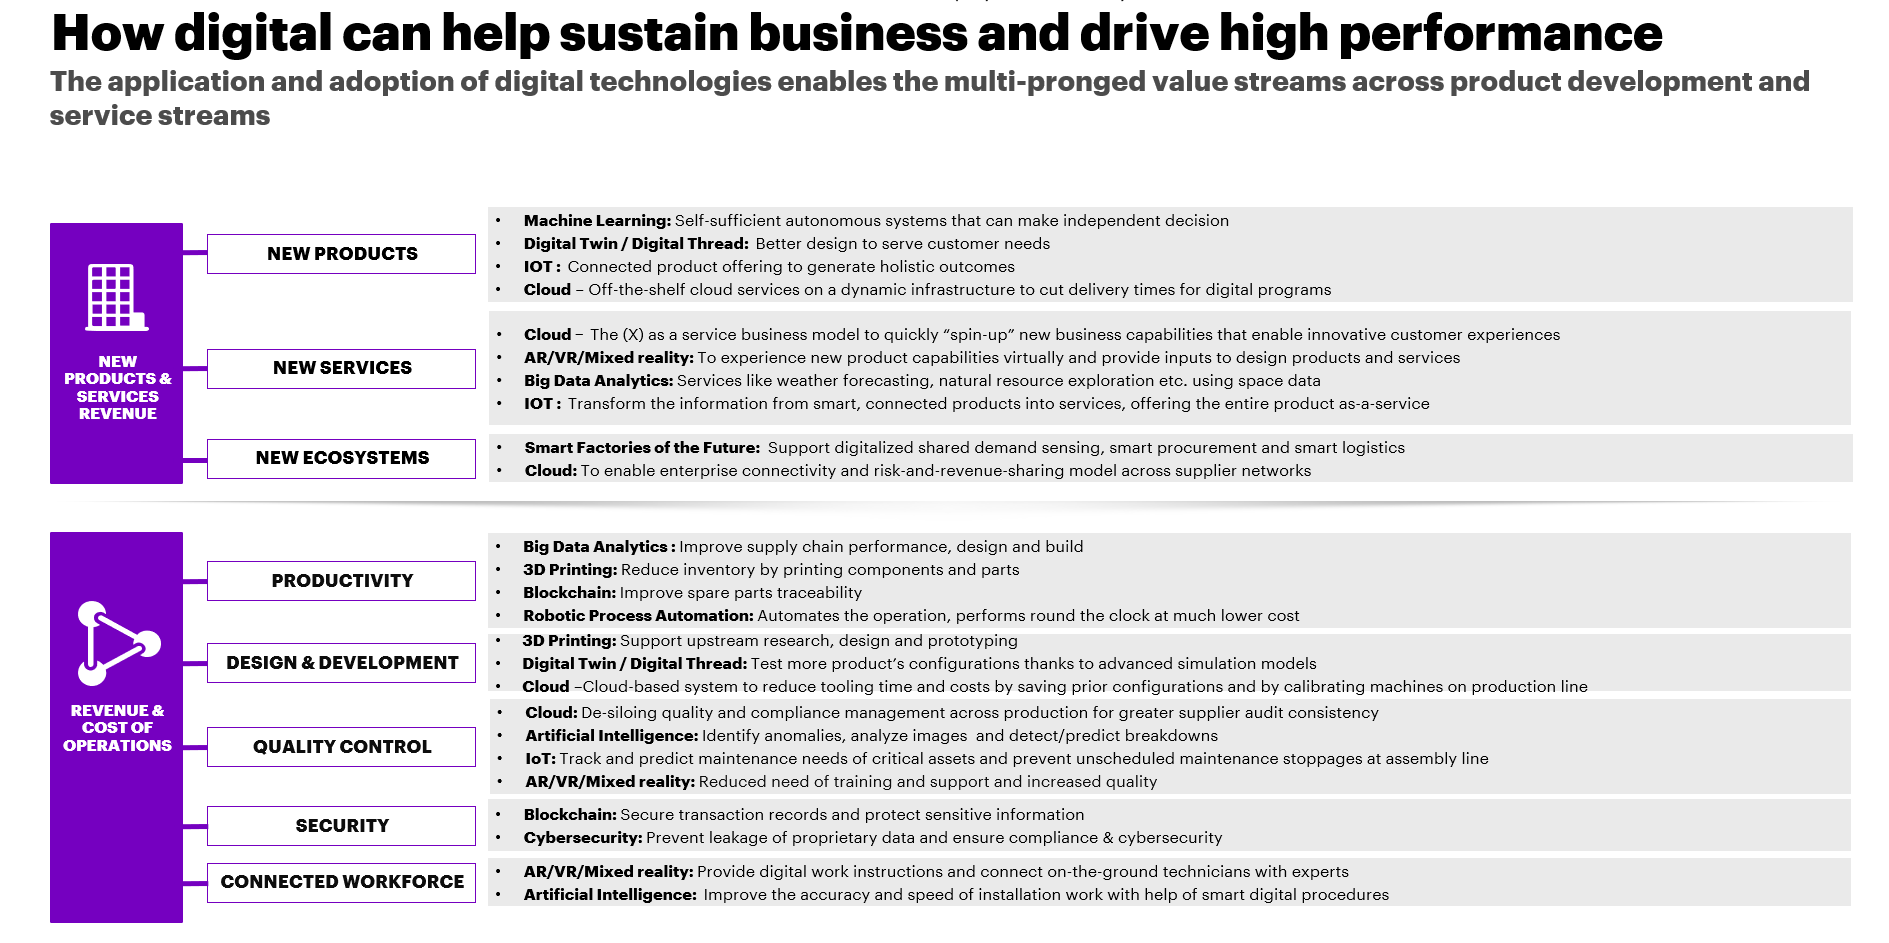 How digital can help sustain business and drive high performance
The application and adoption of digital technologies enables the multi-pronged value streams across product development and
service streams
NEW
PRODUCTS &
SERVICES
REVENUE
NEW PRODUCTS
• Machine Learning: Self-sufficient autonomous systems that can make independent decision
• Digital Twin / Digital Thread: Better design to serve customer needs
• IOT : Connected product offering to generate holistic outcomes
• Cloud – Off-the-shelf cloud services on a dynamic infrastructure to cut delivery times for digital programs
NEW SERVICES
• Cloud – The (X) as a service business model to quickly “spin-up” new business capabilities that enable innovative customer experiences
• AR/VR/Mixed reality: To experience new product capabilities virtually and provide inputs to design products and services
• Big Data Analytics: Services like weather forecasting, natural resource exploration etc. using space data
• IOT : Transform the information from smart, connected products into services, offering the entire product as-a-service
NEW ECOSYSTEMS
• Smart Factories of the Future: Support digitalized shared demand sensing, smart procurement and smart logistics
• Cloud: To enable enterprise connectivity and risk-and-revenue-sharing model across supplier networks
REVENUE &
COST OF
OPERATIONS
PRODUCTIVITY
• Big Data Analytics : Improve supply chain performance, design and build
• 3D Printing: Reduce inventory by printing components and parts
• Blockchain: Improve spare parts traceability
• Robotic Process Automation: Automates the operation, performs round the clock at much lower cost
DESIGN & DEVELOPMENT
• 3D Printing: Support upstream research, design and prototyping
• Digital Twin / Digital Thread: Test more product’s configurations thanks to advanced simulation models
• Cloud –Cloud-based system to reduce tooling time and costs by saving prior configurations and by calibrating machines on production line
QUALITY CONTROL
• Cloud: De-siloing quality and compliance management across production for greater supplier audit consistency
• Artificial Intelligence: Identify anomalies, analyze images and detect/predict breakdowns
• IoT: Track and predict maintenance needs of critical assets and prevent unscheduled maintenance stoppages at assembly line
• AR/VR/Mixed reality: Reduced need of training and support and increased quality
SECURITY
• Blockchain: Secure transaction records and protect sensitive information
• Cybersecurity: Prevent leakage of proprietary data and ensure compliance & cybersecurity
CONNECTED WORKFORCE
• AR/VR/Mixed reality: Provide digital work instructions and connect on-the-ground technicians with experts
• Artificial Intelligence: Improve the accuracy and speed of installation work with help of smart digital procedures